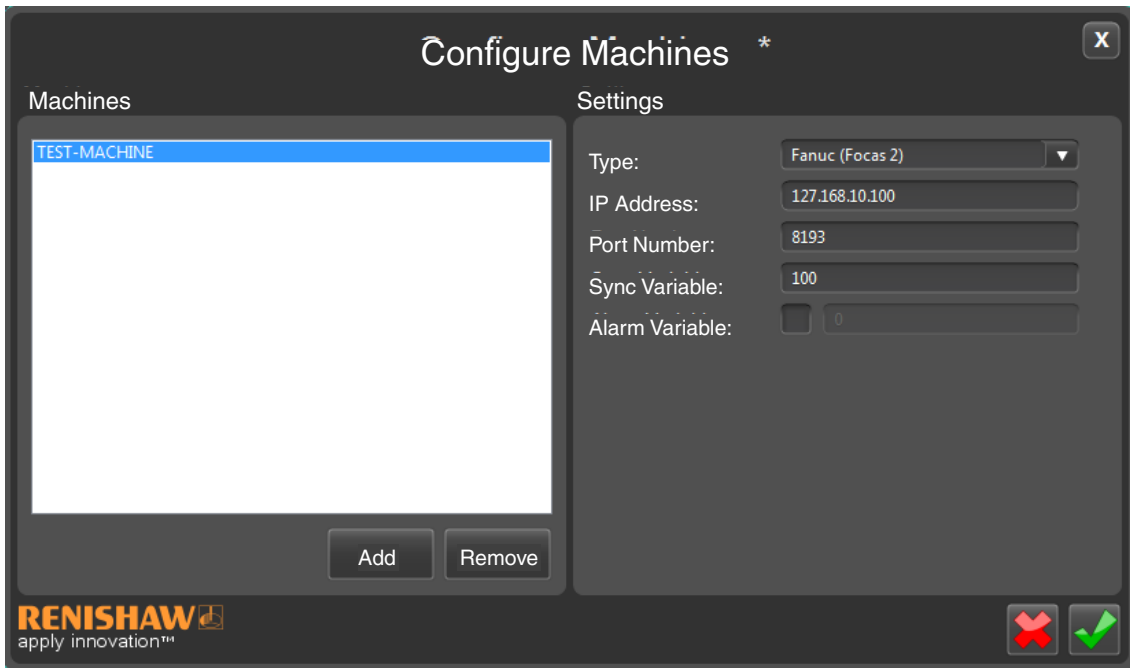 Configure Machines *
X
Machines
Settings
TEST-MACHINE
Type:
Fanuc (Focas 2)
IP Address:
127.168.10.100
Port Number:
8193
Sync Variable:
100
Alarm Variable:
0
Add
Remove
RENISHAW
apply innovation™